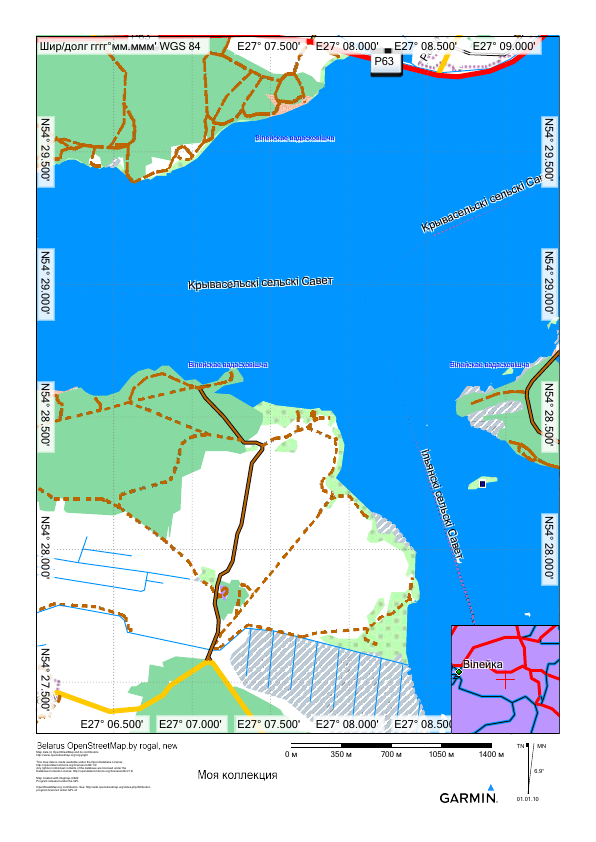 Шир/долг гггг°мм.ммм' WGS 84
E27° 07.500'
E27° 08.000'
E27° 08.500'
E27° 09.000'
P63
Вілейскае вадасховішча
N54° 29.500'
N54° 29.500'
Крывасельскі сельскі Сав
N54° 29.000'
Крывасельскі сельскі Савет
N54° 29.000'
Вілейскае вадасховішча
Вілейскае вадасховішча
N54° 28.500'
N54° 28.500'
Ільянскі сельскі Савет
N54° 28.000'
N54° 28.000'
Вілейка
N54° 27.500'
E27° 06.500'
E27° 07.000'
E27° 07.500'
E27° 08.000'
E27° 08.500'
Belarus OpenStreetMap.by rogal, new
0 м 350 м 700 м 1050 м 1400 м
Моя коллекция
GARMIN
TN MN
6.9°
01.01.10